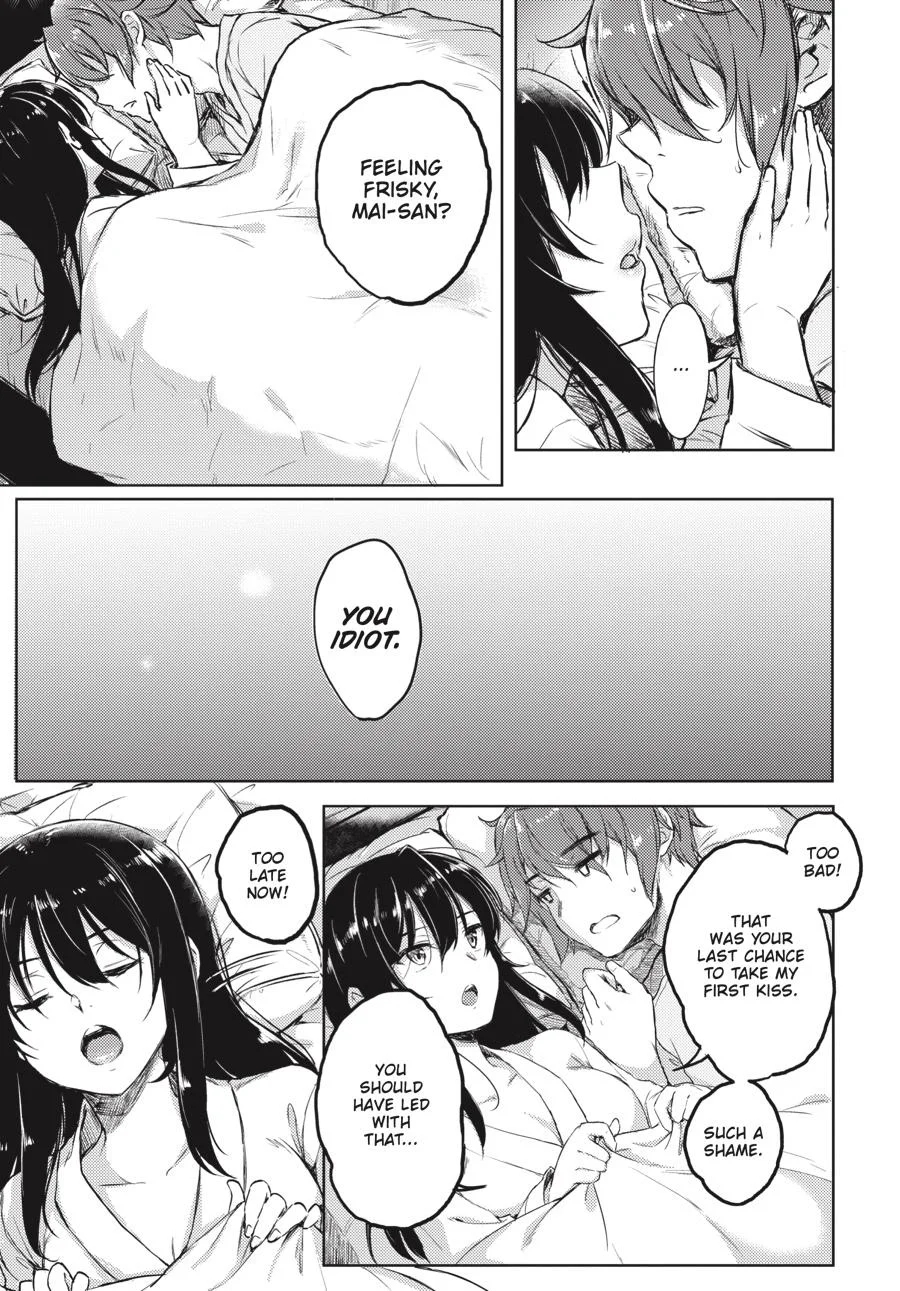 ...
FEELING
FRISKY,
MAI-SAN?
YOU
IDIOT.
TOO
BAD!
THAT
WAS YOUR
LAST CHANCE
TO TAKE MY
FIRST KISS.
SUCH A
SHAME.
YOU
SHOULD
HAVE LED
WITH
THAT...
TOO
LATE
NOW!